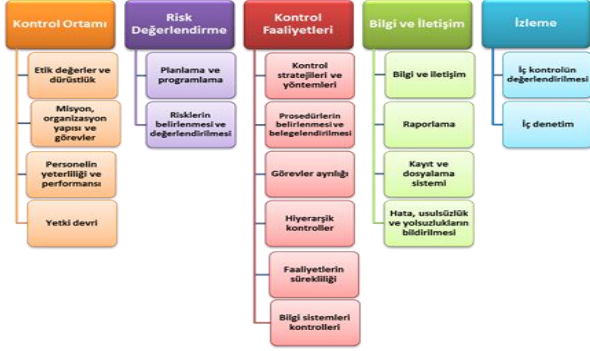 Kontrol Ortamı
Etik değerler ve
dürüstlük
Misyon,
organizasyon
yapısı ve
görevler
Personelin
yeterliliği ve
performansı
Yetki devri
Risk
Değerlendirme
Planlama ve
programlama
Risklerin
belirlenmesi ve
değerlendirilmesi
Kontrol
Faaliyetleri
Kontrol
stratejileri ve
yöntemleri
Prosedürlerin
belirlenmesi ve
belegelendirilmesi
Görevler ayrılığı
Hiyerarşik
kontroller
Faaliyetlerin
sürekliliği
Bilgi sistemleri
kontrolleri
Bilgi ve İletişim
Bilgi ve iletişim
Raporlama
Kayıt ve
dosyalama
sistemi
Hata, usulsüzlük
ve yolsuzlukların
bildirilmesi
İzleme
İç kontrolün
değerlendirilmesi
İç denetim